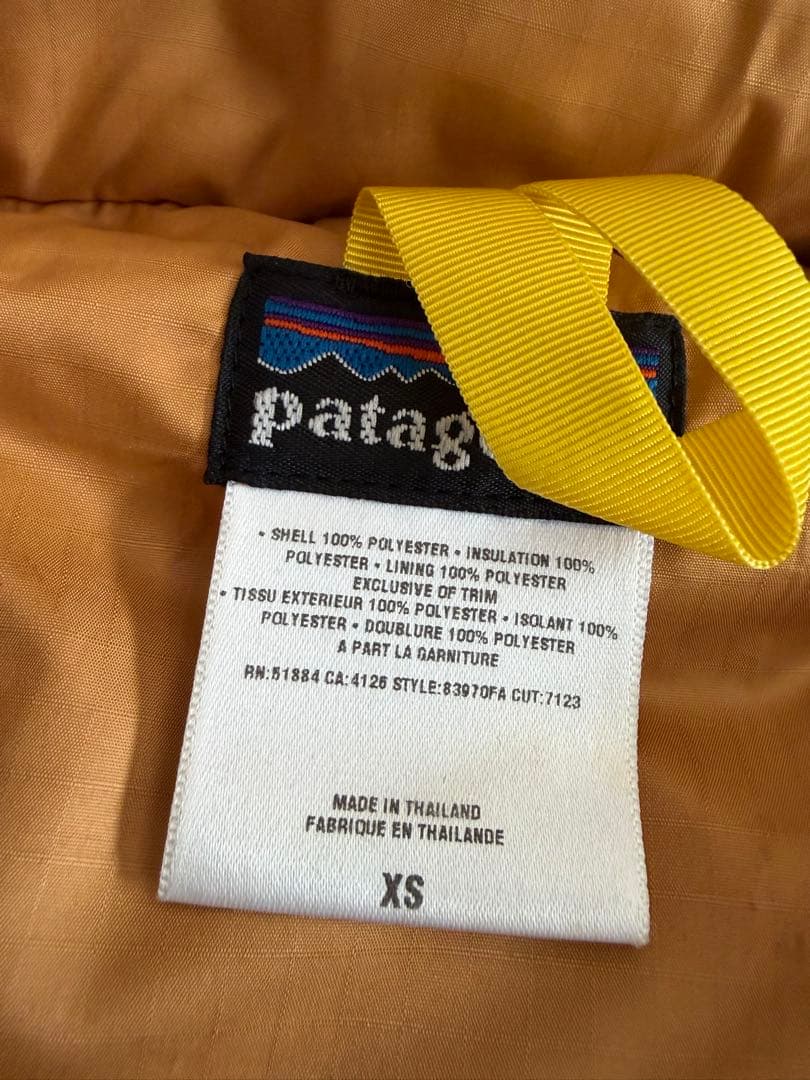 patag
• SHELL 100% POLYESTER • INSULATION 100%
POLYESTER • LINING 100% POLYESTER
EXCLUSIVE OF TRIM
• TISSU EXTERIEUR 100% POLYESTER • ISOLANT 100%
POLYESTER • DOUBLURE 100% POLYESTER
A PART LA GARNITURE
RN:51884 CA:4125 STYLE:83970FA CUT:7123
MADE IN THAILAND
FABRIQUE EN THAILANDE
XS